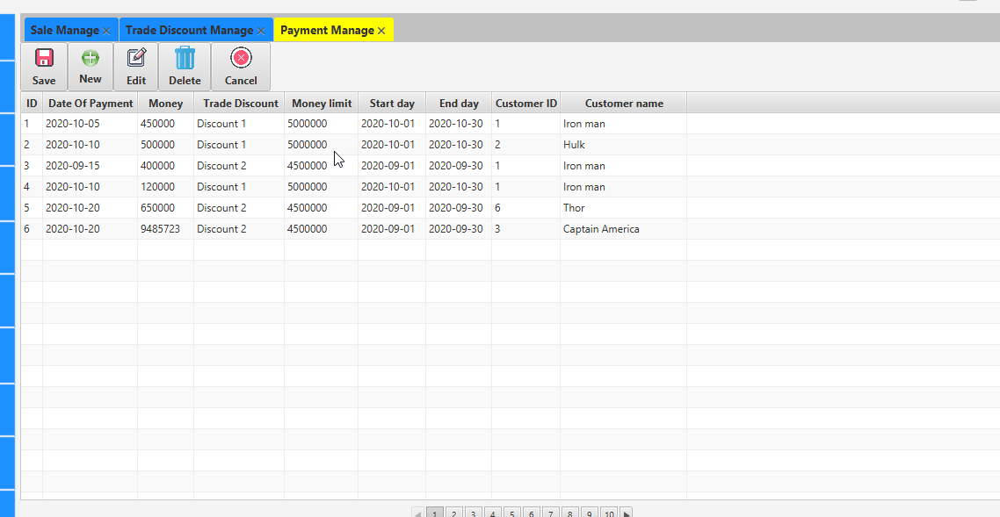 Sale Manage Trade Discount Manage Payment Manage
Save New Edit Delete Cancel
ID Date Of Payment Money Trade Discount Money limit Start day End day Customer ID Customer name
1 2020-10-05 450000 Discount 1 5000000 2020-10-01 2020-10-30 1 Iron man
2 2020-10-10 500000 Discount 1 5000000 2020-10-01 2020-10-30 2 Hulk
3 2020-09-15 400000 Discount 2 4500000 2020-09-01 2020-09-30 1 Iron man
4 2020-10-10 120000 Discount 1 5000000 2020-10-01 2020-10-30 1 Iron man
5 2020-10-20 650000 Discount 2 4500000 2020-09-01 2020-09-30 6 Thor
6 2020-10-20 9485723 Discount 2 4500000 2020-09-01 2020-09-30 3 Captain America
1 2 3 4 5 6 7 8 9 10